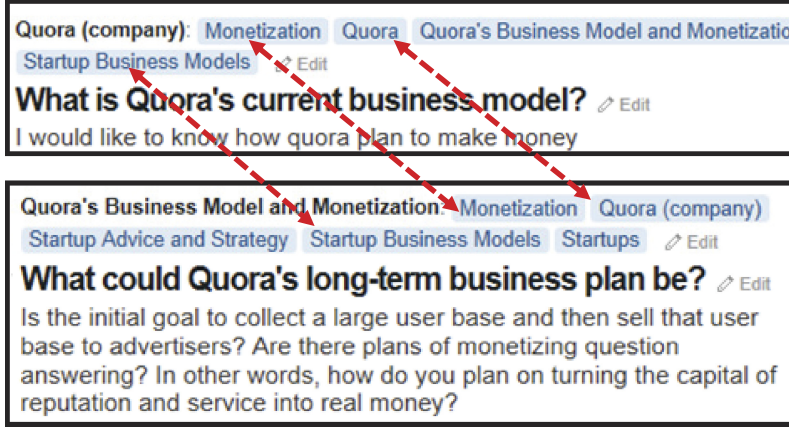 Quora (company): Monetization Quora Quora's Business Model and Monetizatio
Startup Business Models Edit
What is Quora's current business model? Edit
I would like to know how quora plan to make money
Quora's Business Model and Monetization: Monetization Quora (company)
Startup Advice and Strategy Startup Business Models Startups Edit
What could Quora's long-term business plan be? Edit
Is the initial goal to collect a large user base and then sell that user
base to advertisers? Are there plans of monetizing question
answering? In other words, how do you plan on turning the capital of
reputation and service into real money?